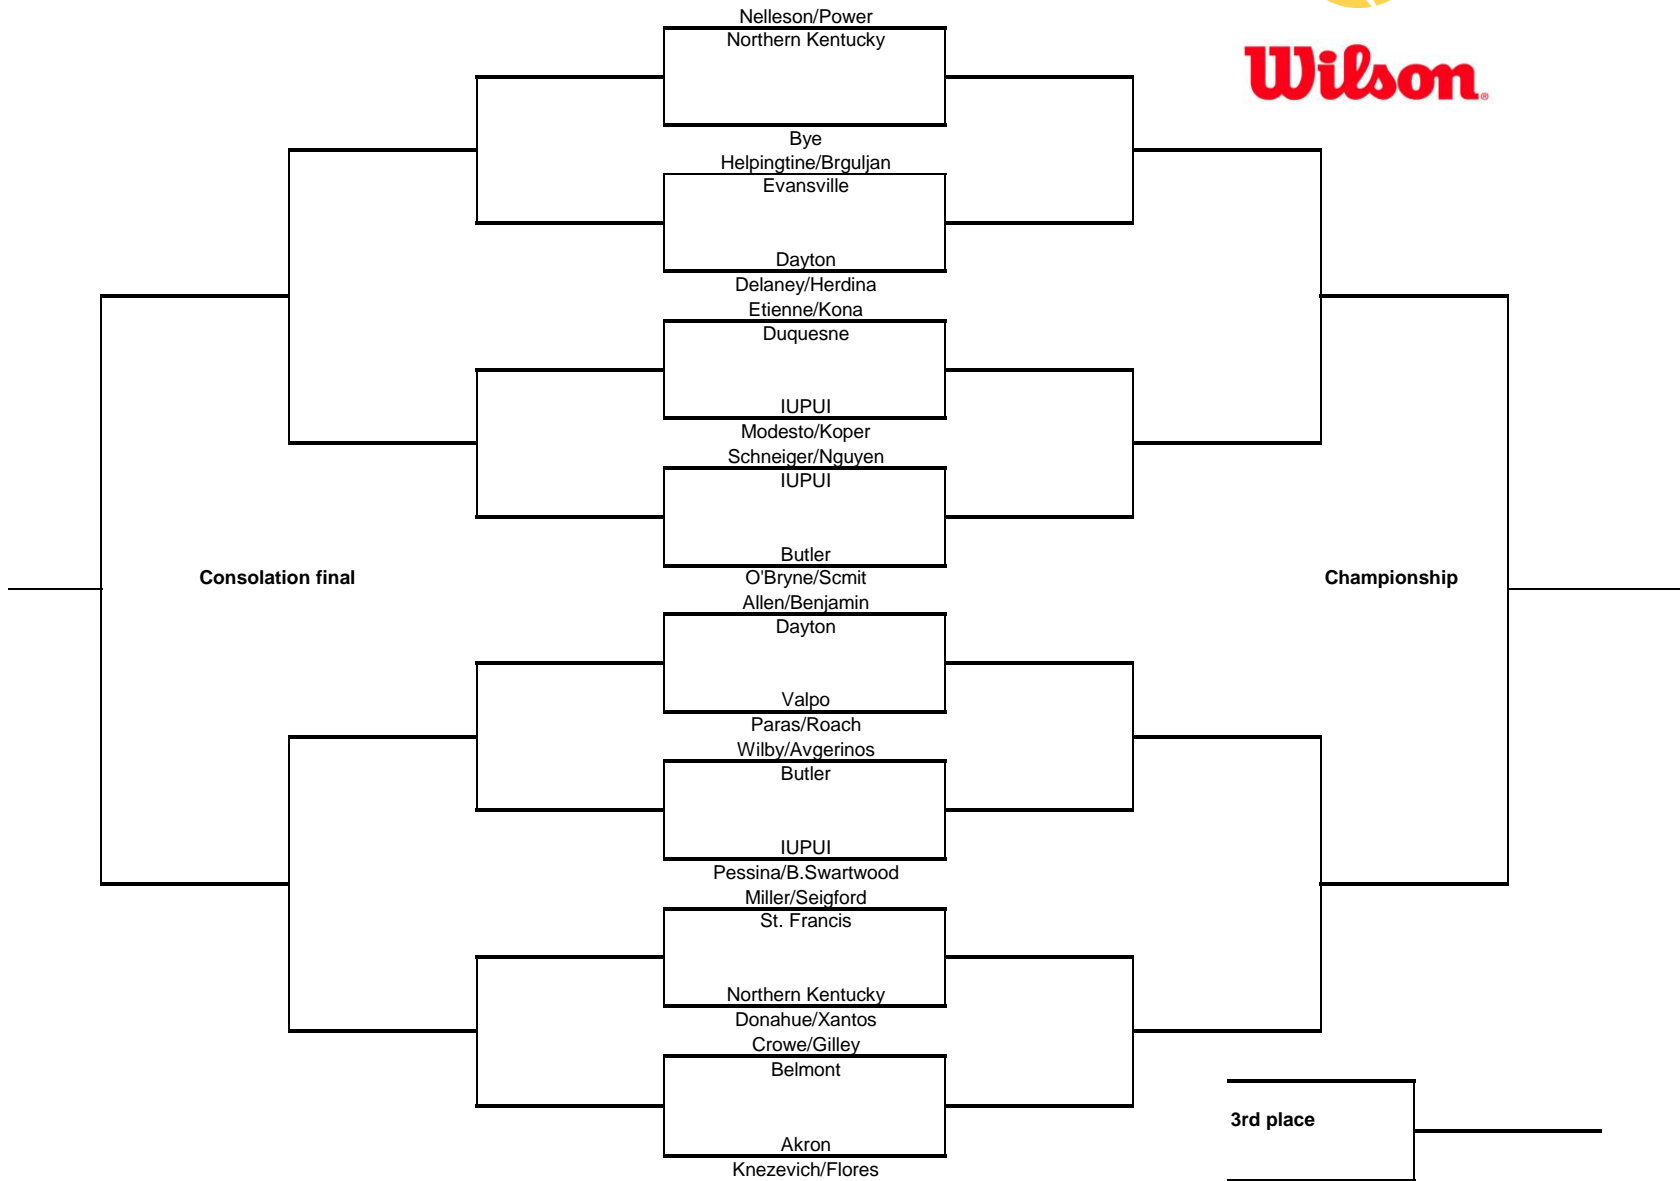 Nelleson/Power
Northern Kentucky
Wilson®
Bye
Helpingtine/Brguljan
Evansville
Dayton
Delaney/Herdina
Etienne/Kona
Duquesne
IUPUI
Modesto/Koper
Schneiger/Nguyen
IUPUI
Butler
O'Bryne/Scmit
Consolation final
Championship
Allen/Benjamin
Dayton
Valpo
Paras/Roach
Wilby/Avgerinos
Butler
IUPUI
Pessina/B.Swartwood
Miller/Seigford
St. Francis
Northern Kentucky
Donahue/Xantos
Crowe/Gilley
Belmont
3rd place
Akron
Knezevich/Flores